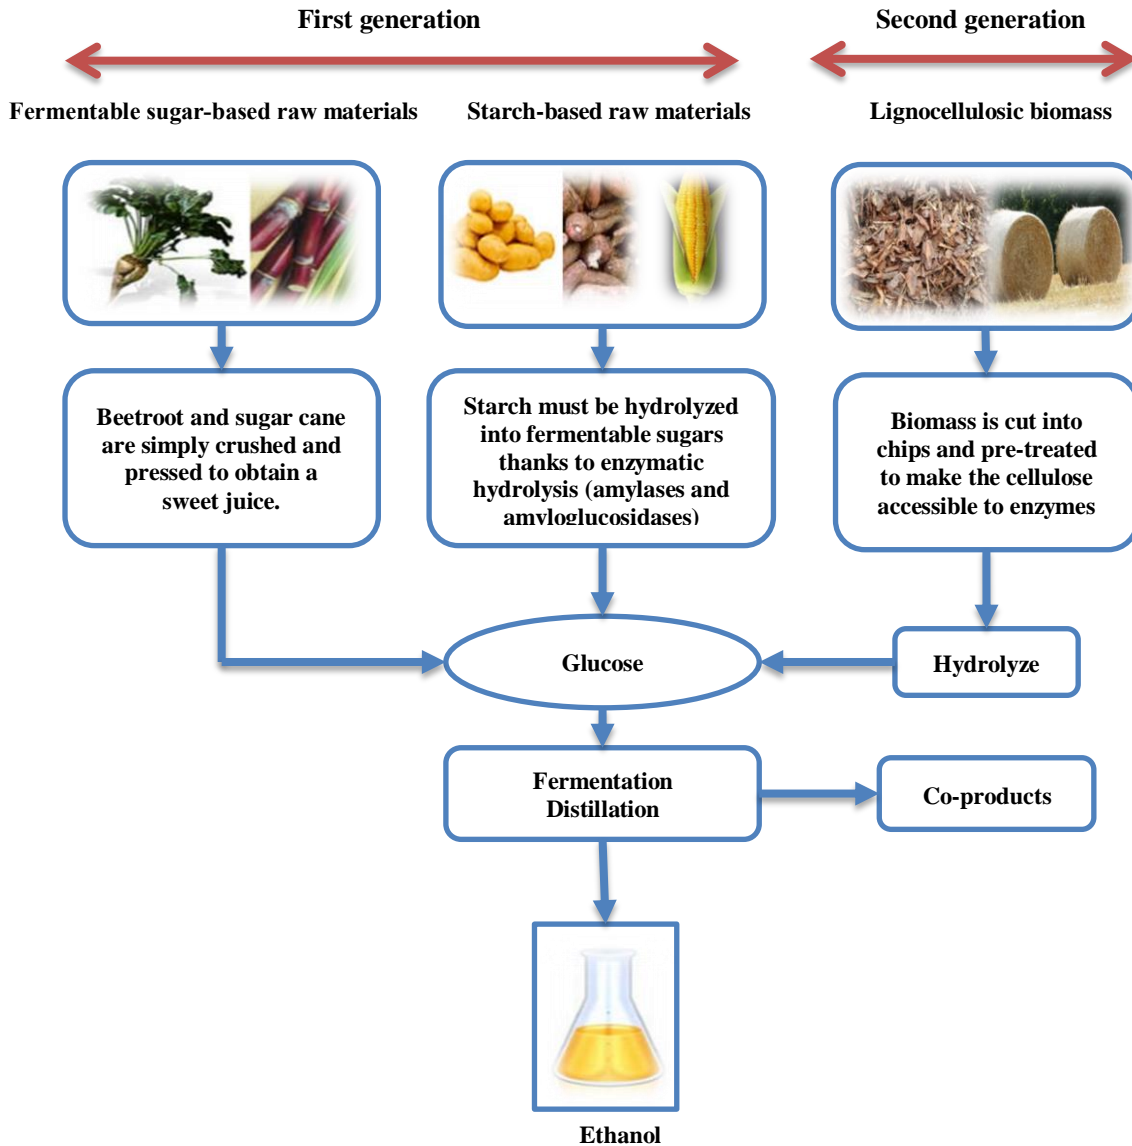 First generation
Second generation
Fermentable sugar-based raw materials
Starch-based raw materials
Lignocellulosic biomass
Beetroot and sugar cane
are simply crushed and
pressed to obtain a
sweet juice.
Starch must be hydrolyzed
into fermentable sugars
thanks to enzymatic
hydrolysis (amylases and
amyloglucosidases)
Biomass is cut into
chips and pre-treated
to make the cellulose
accessible to enzymes
Glucose
Hydrolyze
Fermentation
Distillation
Co-products
Ethanol